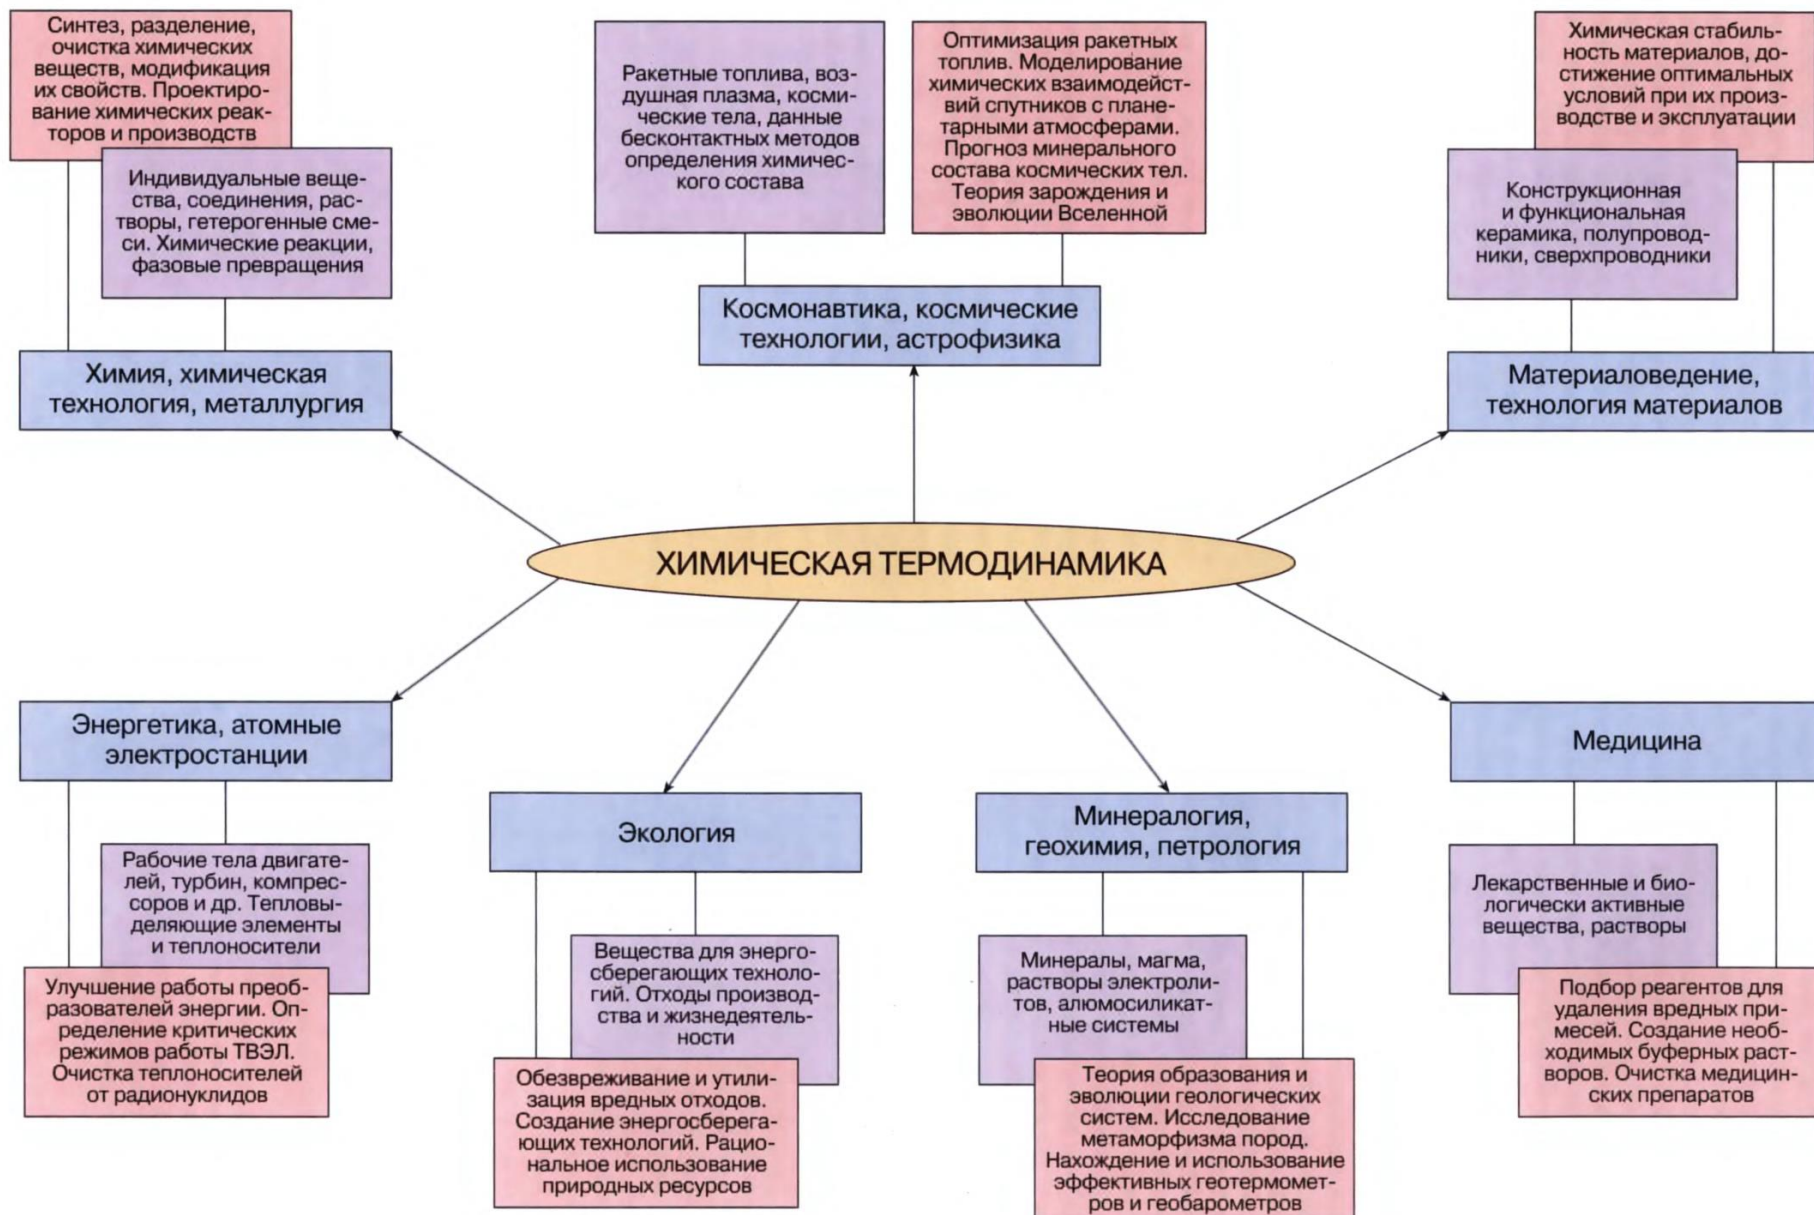 Синтез, разделение,
очистка химических
веществ, модификация
их свойств. Проектиро-
вание химических реак-
торов и производств
Индивидуальные веще-
ства, соединения, рас-
творы, гетерогенные сме-
си. Химические реакции,
фазовые превращения
Химия, химическая
технология, металлургия
Ракетные топлива, воз-
душная плазма, косми-
ческие тела, данные
бесконтактных методов
определения химичес-
кого состава
Оптимизация ракетных
топлив. Моделирование
химических взаимодейст-
вий спутников с плане-
тарными атмосферами.
Прогноз минерального
состава космических тел.
Теория зарождения и
эволюции Вселенной
Космонавтика, космические
технологии, астрофизика
Химическая стабиль-
ность материалов, до-
стижение оптимальных
условий при их произ-
водстве и эксплуатации
Конструкционная
и функциональная
керамика, полупровод-
ники, сверхпроводники
Материаловедение,
технология материалов
ХИМИЧЕСКАЯ ТЕРМОДИНАМИКА
Энергетика, атомные
электростанции
Рабочие тела двигате-
лей, турбин, компрес-
соров и др. Тепловы-
деляющие элементы
и теплоносители
Улучшение работы преоб-
разователей энергии. Оп-
ределение критических
режимов работы ТВЭЛ.
Очистка теплоносителей
от радионуклидов
Экология
Вещества для энерго-
сберегающих техноло-
гий. Отходы производ-
ства и жизнедеятель-
ности
Обезвреживание и утили-
зация вредных отходов.
Создание энергосберега-
ющих технологий. Рацио-
нальное использование
природных ресурсов
Минералогия,
геохимия, петрология
Минералы, магма,
растворы электроли-
тов, алюмосиликат-
ные системы
Теория образования и
эволюции геологических
систем. Исследование
метаморфизма пород.
Нахождение и использование
эффективных геотермомет-
ров и геобарометров
Медицина
Лекарственные и био-
логически активные
вещества, растворы
Подбор реагентов для
удаления вредных при-
месей. Создание необ-
ходимых буферных раст-
воров. Очистка медицин-
ских препаратов